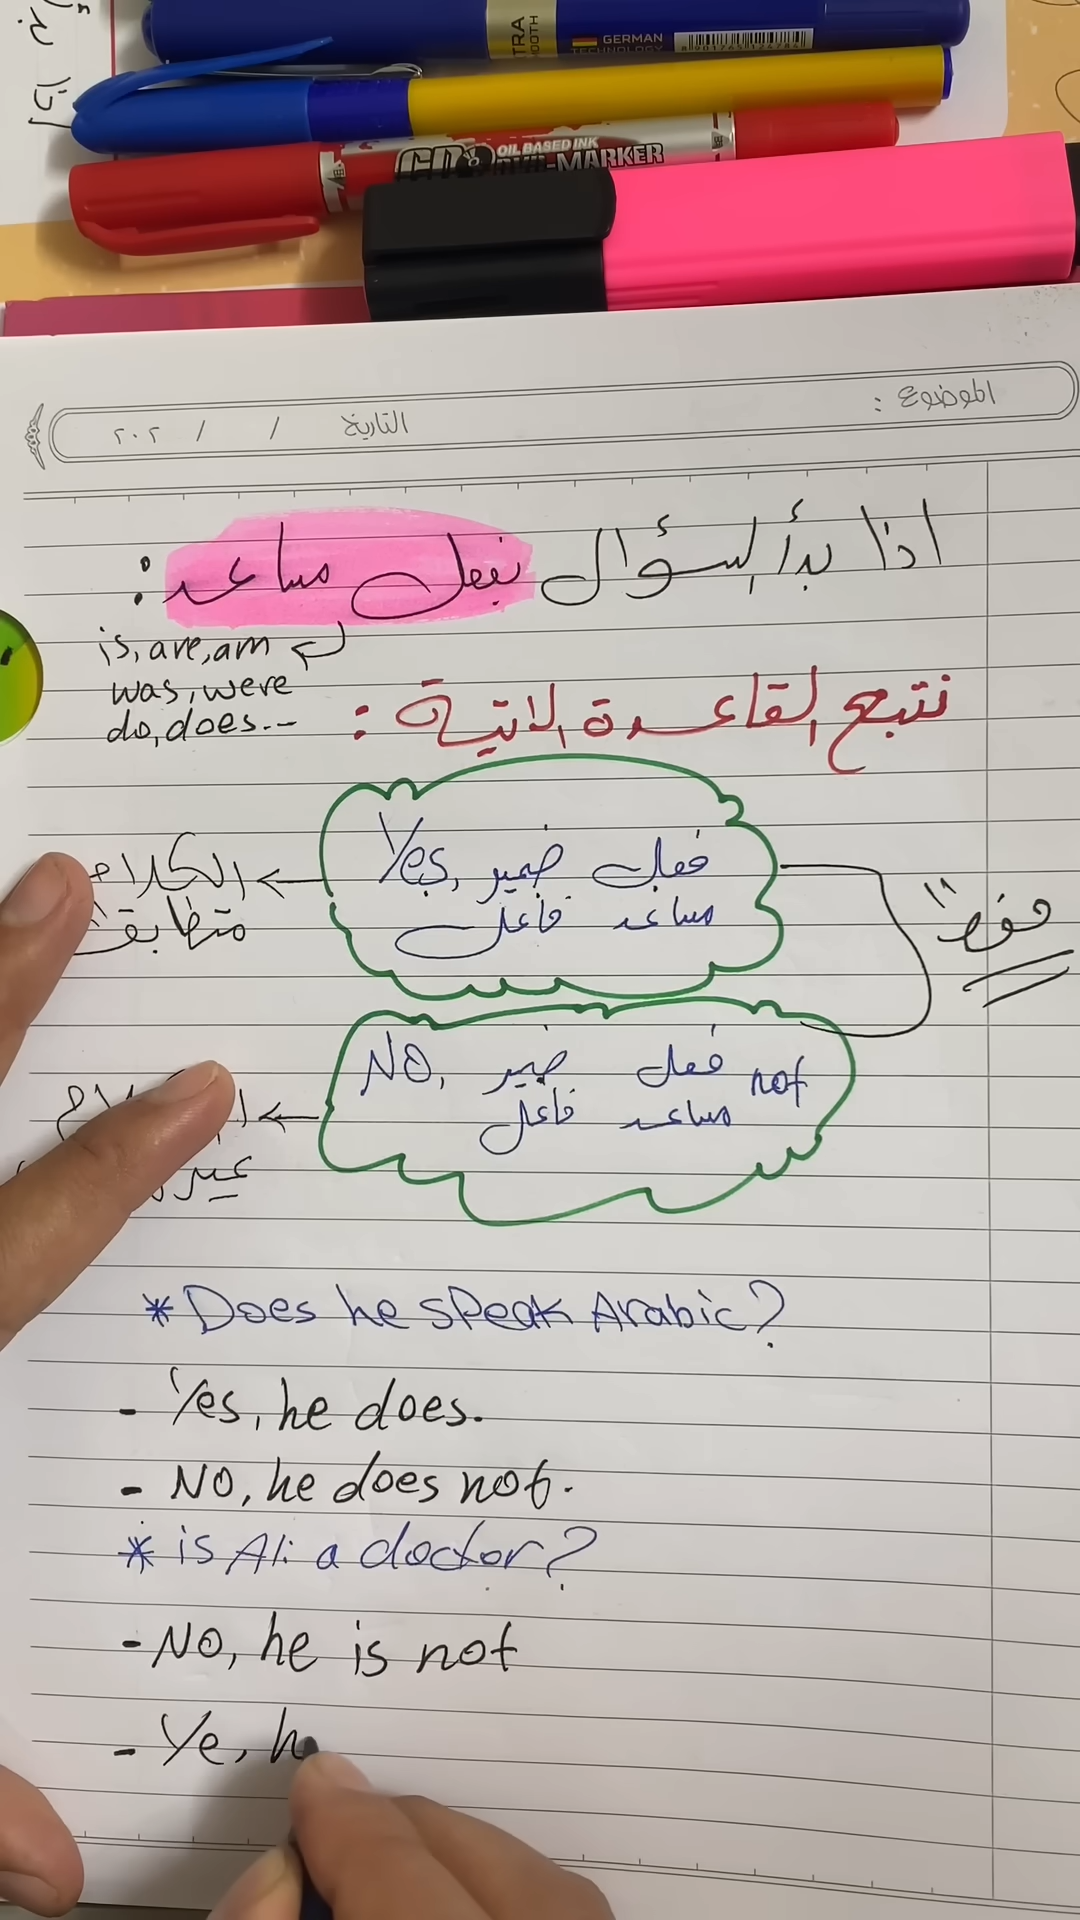 GERMAN
TECHNOLOGY
OIL BASED INK
MARKER
الموضوع :
التاريخ / / ٢٠٢
اذا بدأ السؤال بفعل مساعد :
is, are, am
was, were
do, does...
نتبع القاعدة الاتية :
Yes, ضمير فعل
فاعل مساعد
الكلام
متطابق
فقط
NO, ضمير فعل not
فاعل مساعد
غير
* Does he speak Arabic?
- Yes, he does.
- NO, he does not.
* is Ali a doctor?
- NO, he is not
- Ye, h